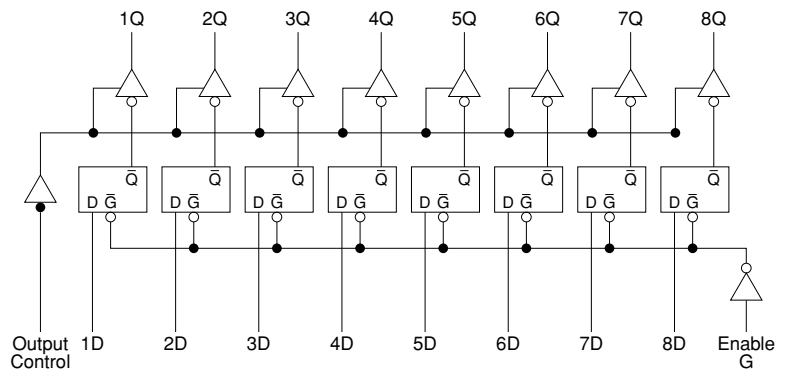 1Q 2Q 3Q 4Q 5Q 6Q 7Q 8Q
Q̅ Q̅ Q̅ Q̅ Q̅ Q̅ Q̅ Q̅
D G̅ D G̅ D G̅ D G̅ D G̅ D G̅ D G̅ D G̅
Output Control 1D 2D 3D 4D 5D 6D 7D 8D Enable G